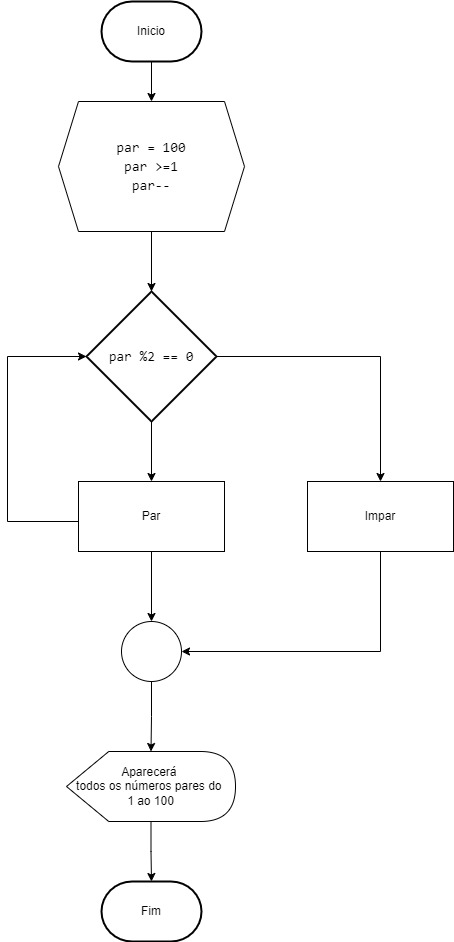 Inicio
par = 100
par >=1
par--
par %2 == 0
Par
Impar
Aparecerá
todos os números pares do
1 ao 100
Fim